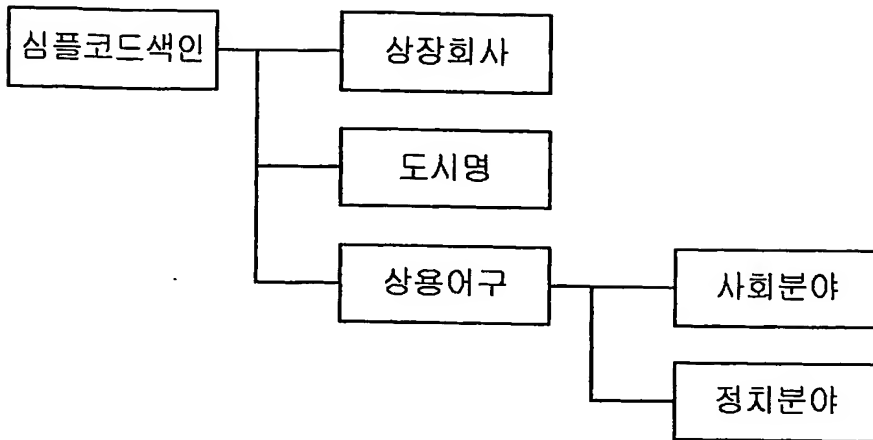 심플코드색인
상장회사
도시명
상용어구
사회분야
정치분야